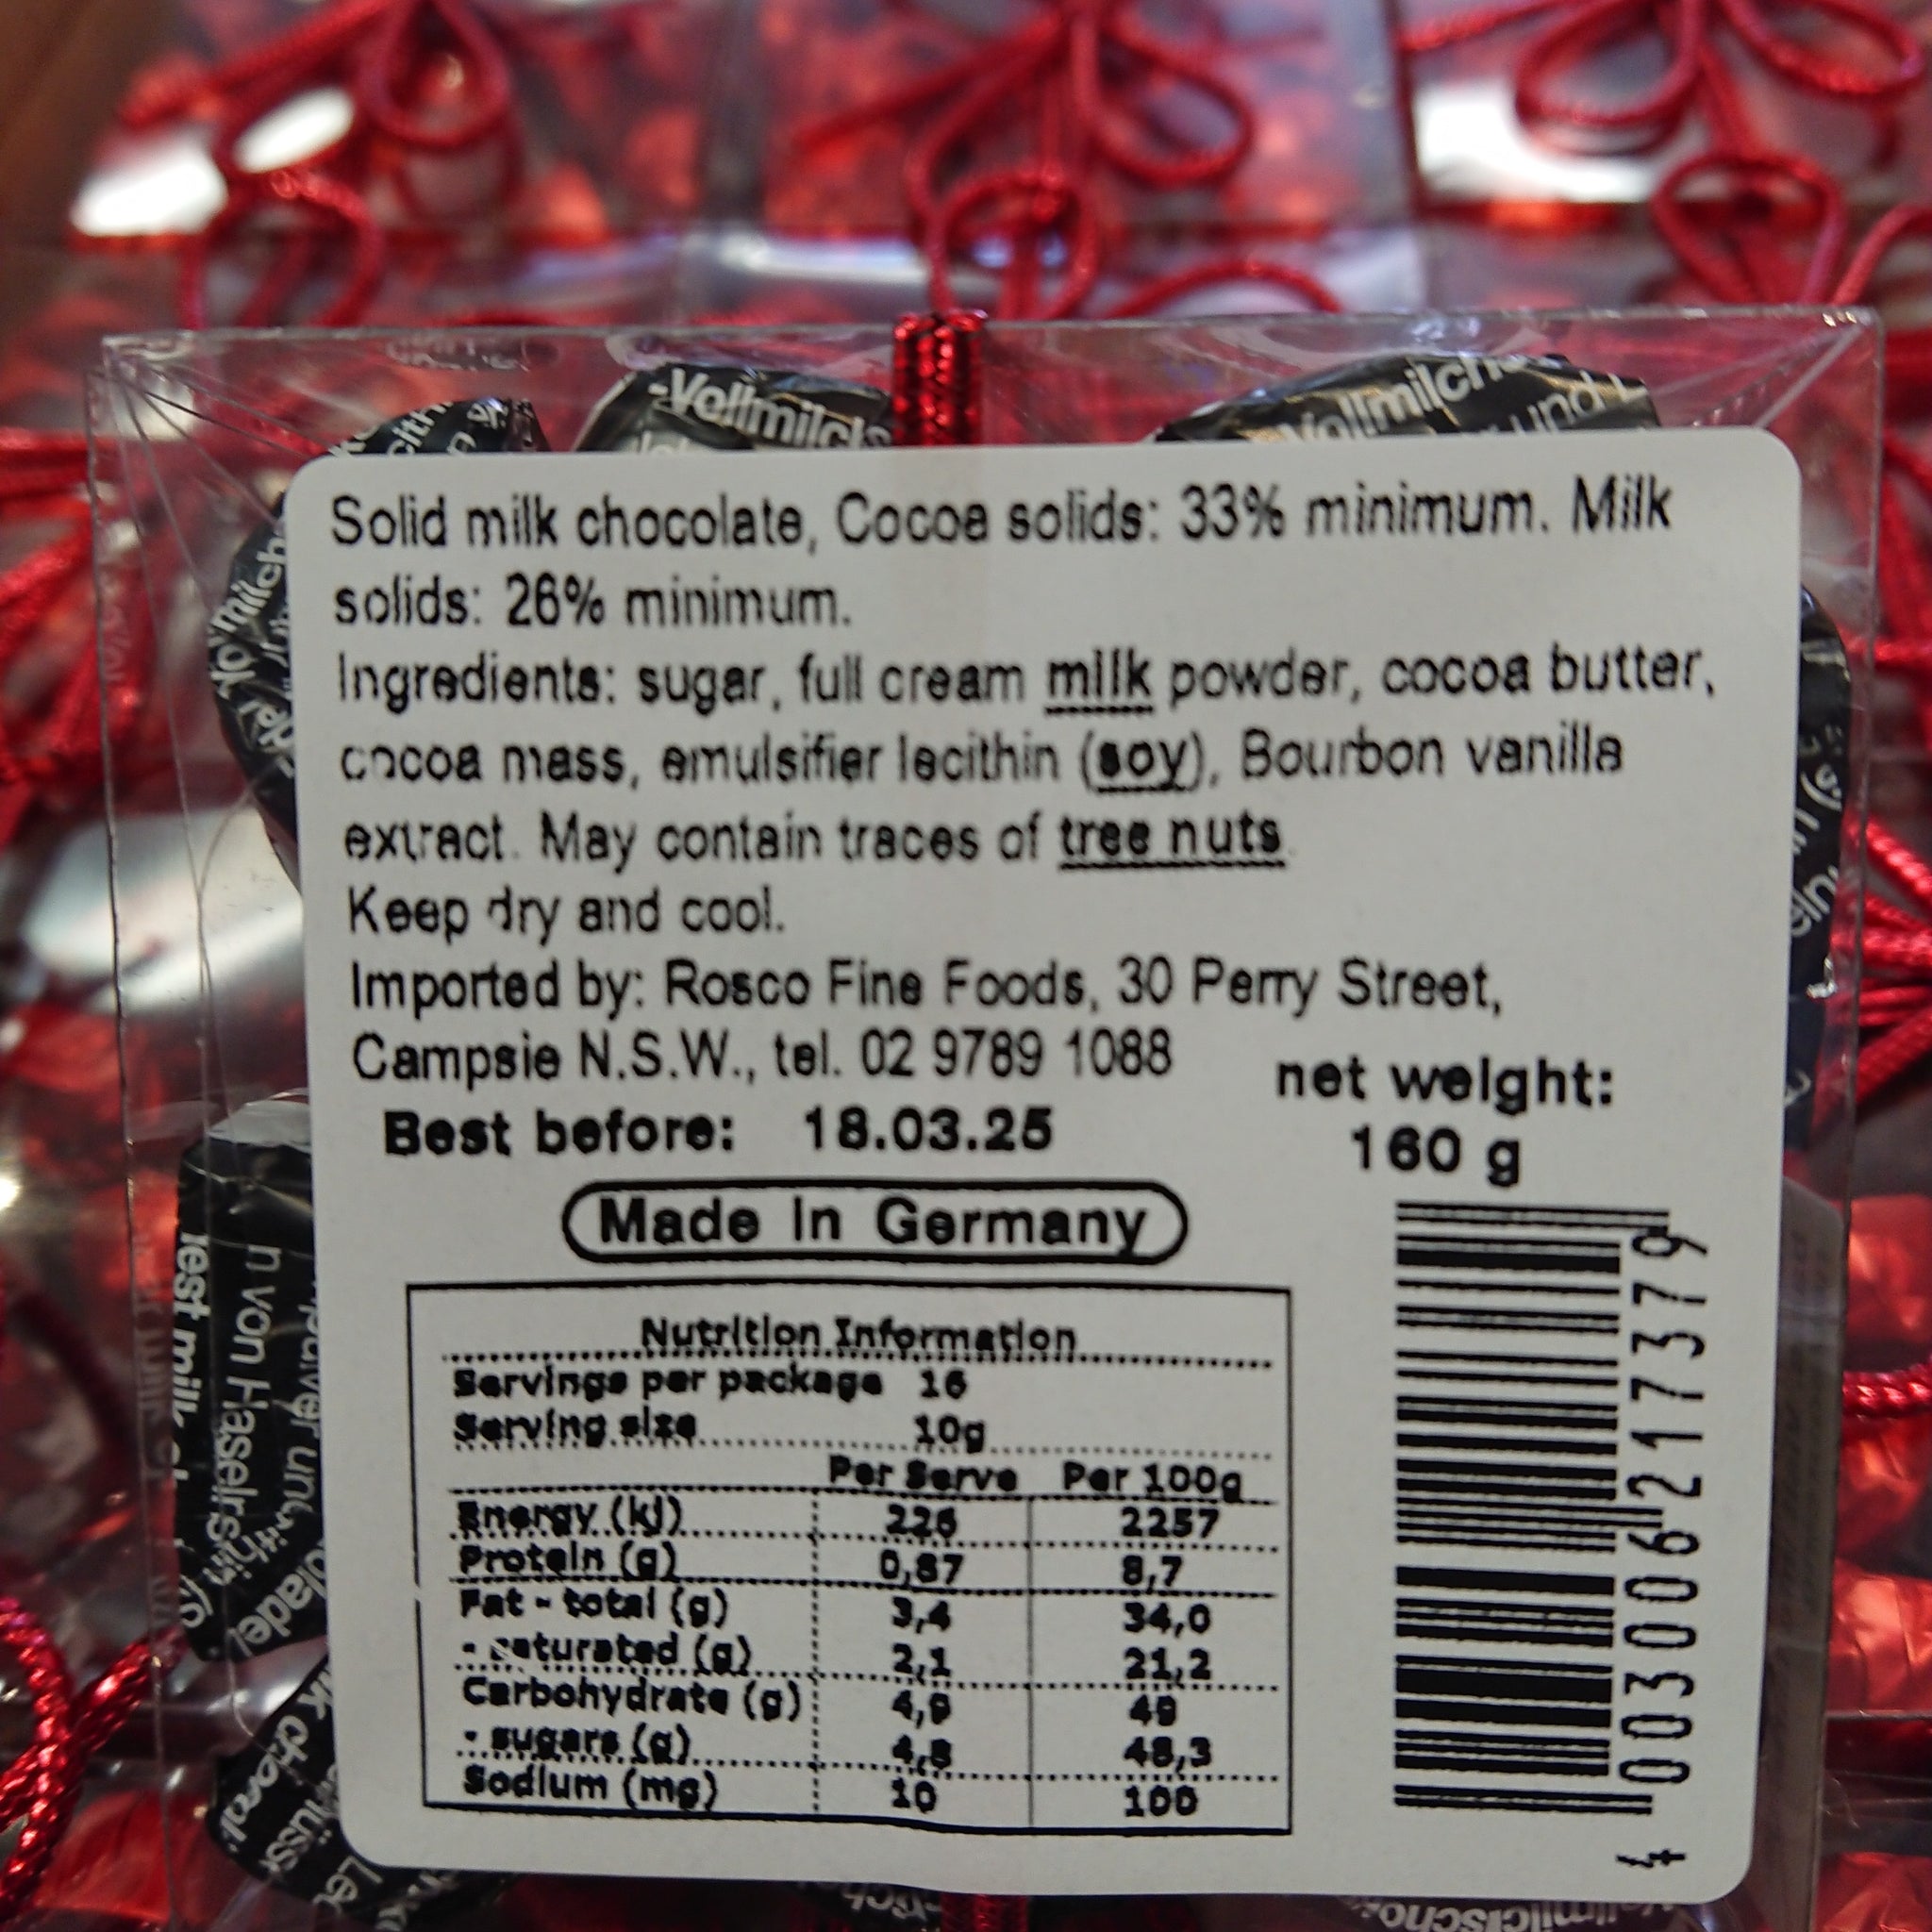 -Vollmilch
Vollmilch
und L
Solid milk chocolate, Cocoa solids: 33% minimum. Milk
solids: 26% minimum.
Ingredients: sugar, full cream milk powder, cocoa butter,
cocoa mass, emulsifier lecithin (soy), Bourbon vanilla
extract. May contain traces of tree nuts.
Keep dry and cool.
Imported by: Rosco Fine Foods, 30 Perry Street,
Campsie N.S.W., tel. 02 9789 1088
net weight:
160 g
Best before: 18.03.25
Made In Germany
Nutrition Information
Servings per package 16
Serving size 10g
Per Serve Per 100g
Energy (kJ) 226 2257
Protein (g) 0,87 8,7
Fat - total (g) 3,4 34,0
- saturated (g) 2,1 21,2
Carbohydrate (g) 4,9 49
- sugars (g) 4,8 48,3
Sodium (mg) 10 100
4 003006 217379
n von Haselnüs